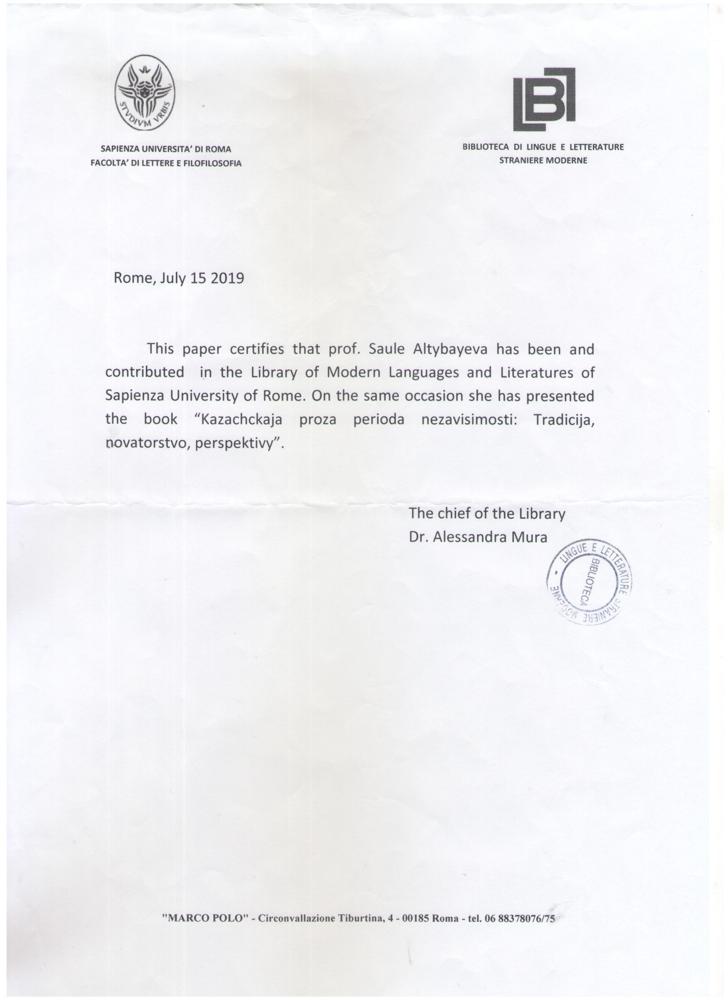 STVDIVM VRBIS
SAPIENZA UNIVERSITA’ DI ROMA
FACOLTA’ DI LETTERE E FILOFILOSOFIA
LB
BIBLIOTECA DI LINGUE E LETTERATURE
STRANIERE MODERNE
Rome, July 15 2019
This paper certifies that prof. Saule Altybayeva has been and
contributed in the Library of Modern Languages and Literatures of
Sapienza University of Rome. On the same occasion she has presented
the book “Kazachckaja proza perioda nezavisimosti: Tradicija,
novatorstvo, perspektivy”.
The chief of the Library
Dr. Alessandra Mura
LINGUE E LETTERATURE STRANIERE MODERNE -
BIBLIOTECA
"MARCO POLO" - Circonvallazione Tiburtina, 4 - 00185 Roma - tel. 06 88378076/75